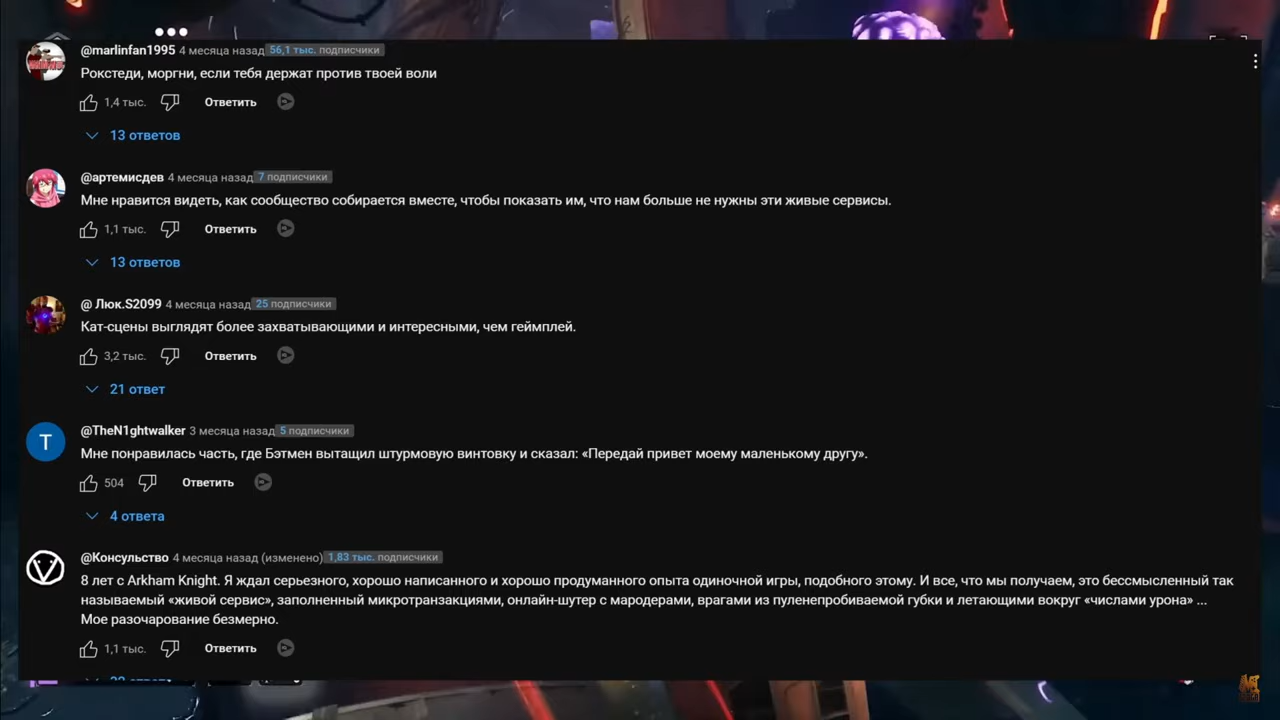 @marlinfan1995 4 месяца назад 56,1 тыс. подписчики
Рокстеди, моргни, если тебя держат против твоей воли
1,4 тыс. Ответить
13 ответов
@артемисдев 4 месяца назад 7 подписчики
Мне нравится видеть, как сообщество собирается вместе, чтобы показать им, что нам больше не нужны эти живые сервисы.
1,1 тыс. Ответить
13 ответов
@ Люк.S2099 4 месяца назад 25 подписчики
Кат-сцены выглядят более захватывающими и интересными, чем геймплей.
3,2 тыс. Ответить
21 ответ
T
@TheN1ghtwalker 3 месяца назад 5 подписчики
Мне понравилась часть, где Бэтмен вытащил штурмовую винтовку и сказал: «Передай привет моему маленькому другу».
504 Ответить
4 ответа
@Консульство 4 месяца назад (изменено) 1,83 тыс. подписчики
8 лет с Arkham Knight. Я ждал серьезного, хорошо написанного и хорошо продуманного опыта одиночной игры, подобного этому. И все, что мы получаем, это бессмысленный так
называемый «живой сервис», заполненный микротранзакциями, онлайн-шутер с мародерами, врагами из пуленепробиваемой губки и летающими вокруг «числами урона» ...
Мое разочарование безмерно.
1,1 тыс. Ответить